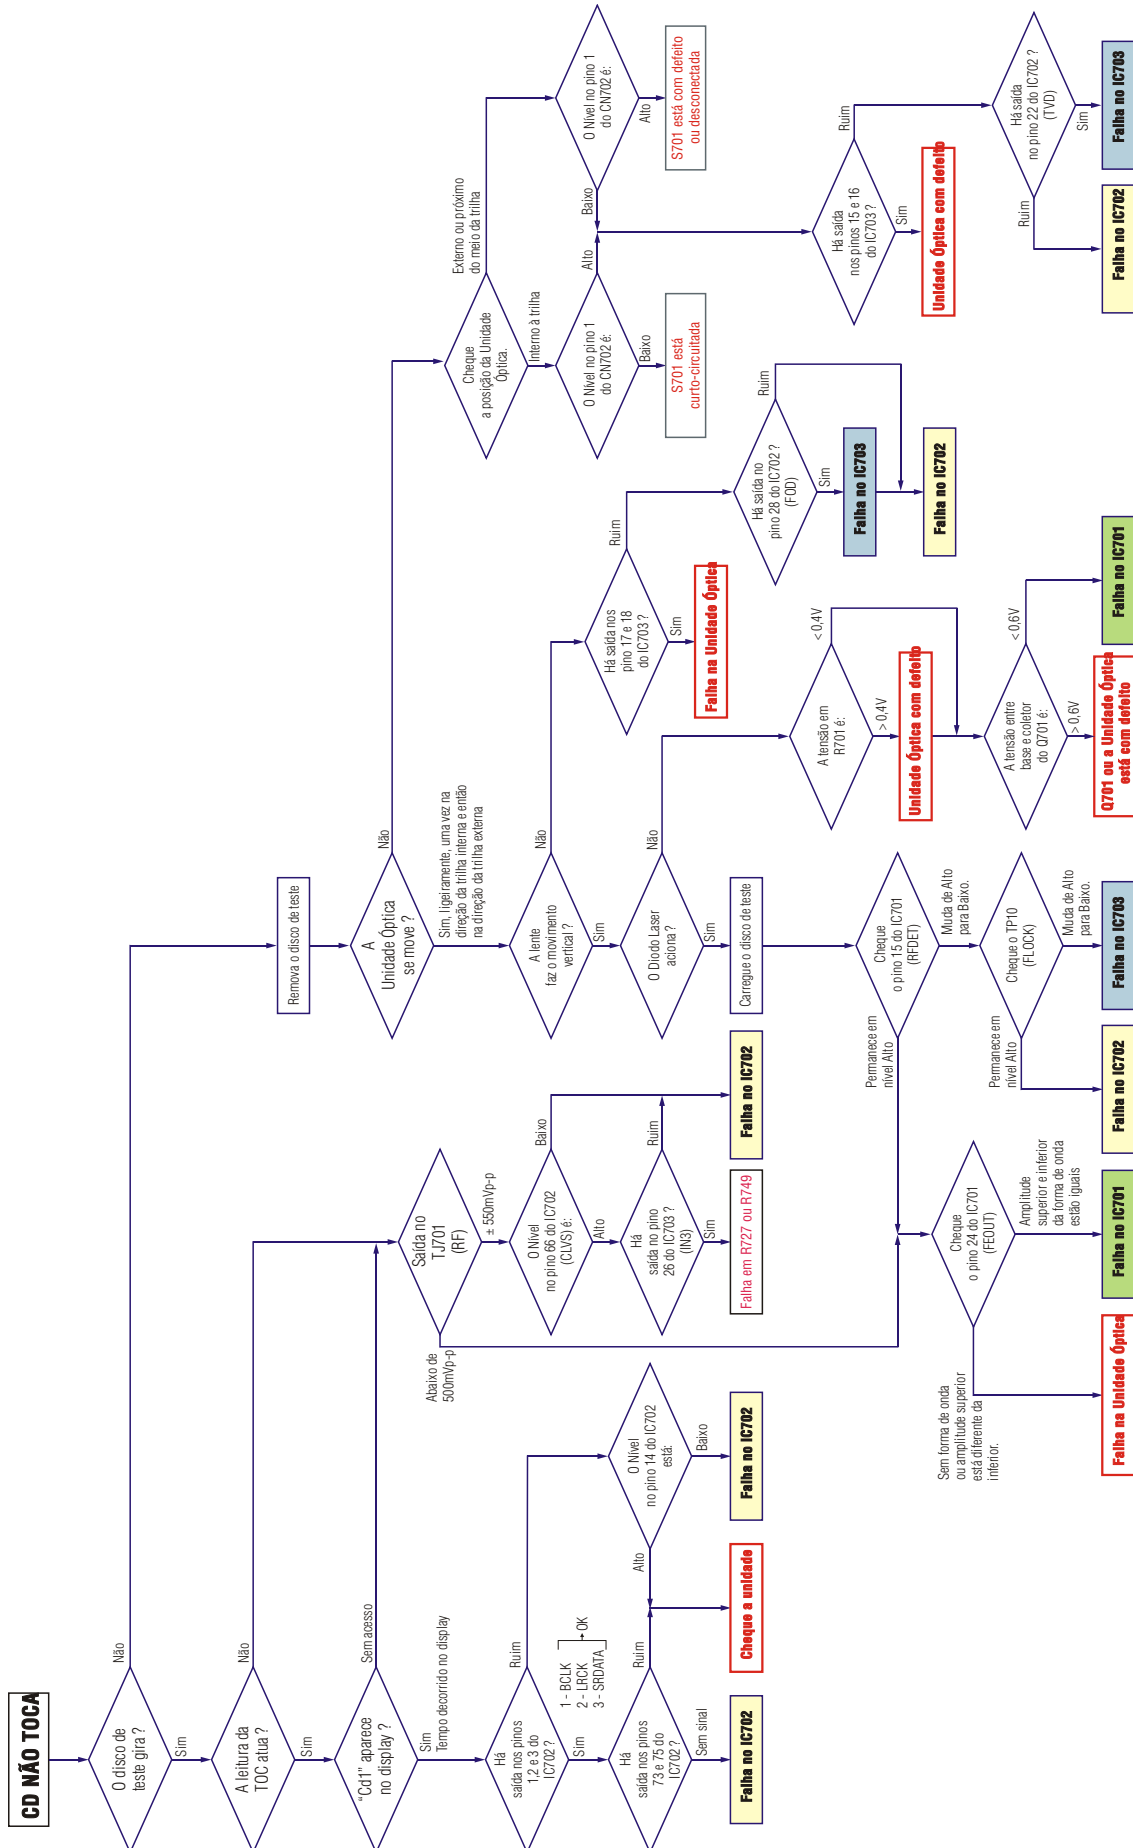 CD NÃO TOCA
O disco de
teste gira ?
Não
Sim
A leitura da
TOC atua ?
Não
Sim
“Cd1” aparece
no display ?
Sem acesso
Sim
Tempo decorrido no display
Há
saída nos pinos
1,2 e 3 do
IC702 ?
Ruim
Sim
1 - BCLK
2 - LRCK
3 - SRDATA
OK
Há
saída nos pinos
73 e 75 do
IC702 ?
Ruim
Sem sinal
Falha no IC702
O Nível
no pino 14 do IC702
está:
Alto
Baixo
Cheque a unidade
Falha no IC702
Saída no
TJ701
(RF)
Abaixo de
500mVp-p
± 550mVp-p
O Nível
no pino 66 do IC702
(CLVS) é:
Baixo
Alto
Há
saída no pino
26 do IC703 ?
(IN3)
Ruim
Sim
Falha em R727 ou R749
Falha no IC702
Remova o disco de teste
A
Unidade Óptica
se move ?
Não
Sim, ligeiramente, uma vez na
direção da trilha interna e então
na direção da trilha externa
A lente
faz o movimento
vertical ?
Não
Sim
O Diodo Laser
aciona ?
Não
Sim
Carregue o disco de teste
Cheque
o pino 15 do IC701
(RFDET)
Permanece em
nível Alto
Muda de Alto
para Baixo.
Cheque o TP10
(FLOCK)
Permanece em
nível Alto
Muda de Alto
para Baixo.
Falha no IC702
Falha no IC703
Cheque
o pino 24 do IC701
(FEOUT)
Sem forma de onda
ou amplitude superior
está diferente da
inferior.
Amplitude
superior e inferior
da forma de onda
estão iguais
Falha na Unidade Óptica
Falha no IC701
Cheque
a posição da Unidade
Óptica.
Externo ou próximo
do meio da trilha
Interno à trilha
O Nível no pino 1
do CN702 é:
Alto
Baixo
S701 está
curto-circuitada
O Nível no pino 1
do CN702 é:
Baixo
Alto
S701 está com defeito
ou desconectada
Há saída
nos pinos 15 e 16
do IC703 ?
Ruim
Sim
Unidade Óptica com defeito
Há saída
no pino 22 do IC702 ?
(TVD)
Ruim
Sim
Falha no IC702
Falha no IC703
Há saída nos
pino 17 e 18
do IC703 ?
Ruim
Sim
Falha na Unidade Óptica
Há saída no
pino 28 do IC702 ?
(FOD)
Ruim
Sim
Falha no IC703
Falha no IC702
A tensão em
R701 é:
< 0,4V
> 0,4V
Unidade Óptica com defeito
A tensão entre
base e coletor
do Q701 é:
< 0,6V
> 0,6V
Q701 ou a Unidade Óptica
está com defeito
Falha no IC701